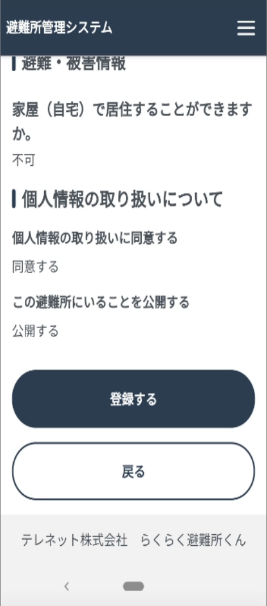 避難所管理システム
避難・被害情報
家屋（自宅）で居住することができます
か。
不可
個人情報の取り扱いについて
個人情報の取り扱いに同意する
同意する
この避難所にいることを公開する
公開する
登録する
戻る
テレネット株式会社　らくらく避難所くん